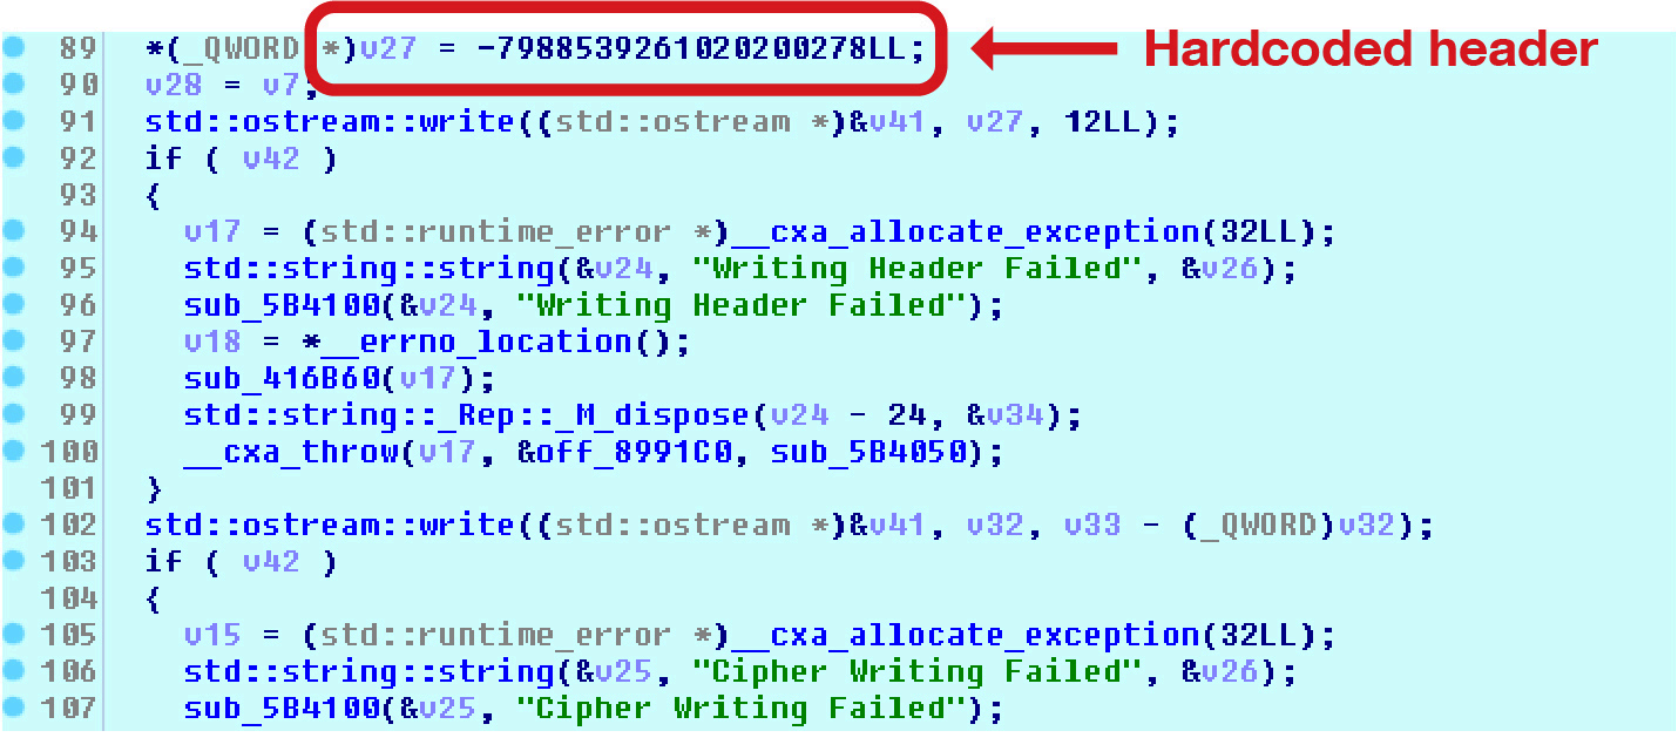 89 *(_QWORD *)v27 = -7988539261020200278LL; Hardcoded header
90 v28 = v7;
91 std::ostream::write((std::ostream *)&v41, v27, 12LL);
92 if ( v42 )
93 {
94 v17 = (std::runtime_error *)__cxa_allocate_exception(32LL);
95 std::string::string(&v24, "Writing Header Failed", &v26);
96 sub_5B4100(&v24, "Writing Header Failed");
97 v18 = *__errno_location();
98 sub_416B60(v17);
99 std::string::_Rep::_M_dispose(v24 - 24, &v34);
100 __cxa_throw(v17, &off_8991C0, sub_5B4050);
101 }
102 std::ostream::write((std::ostream *)&v41, v32, v33 - (_QWORD)v32);
103 if ( v42 )
104 {
105 v15 = (std::runtime_error *)__cxa_allocate_exception(32LL);
106 std::string::string(&v25, "Cipher Writing Failed", &v26);
107 sub_5B4100(&v25, "Cipher Writing Failed");